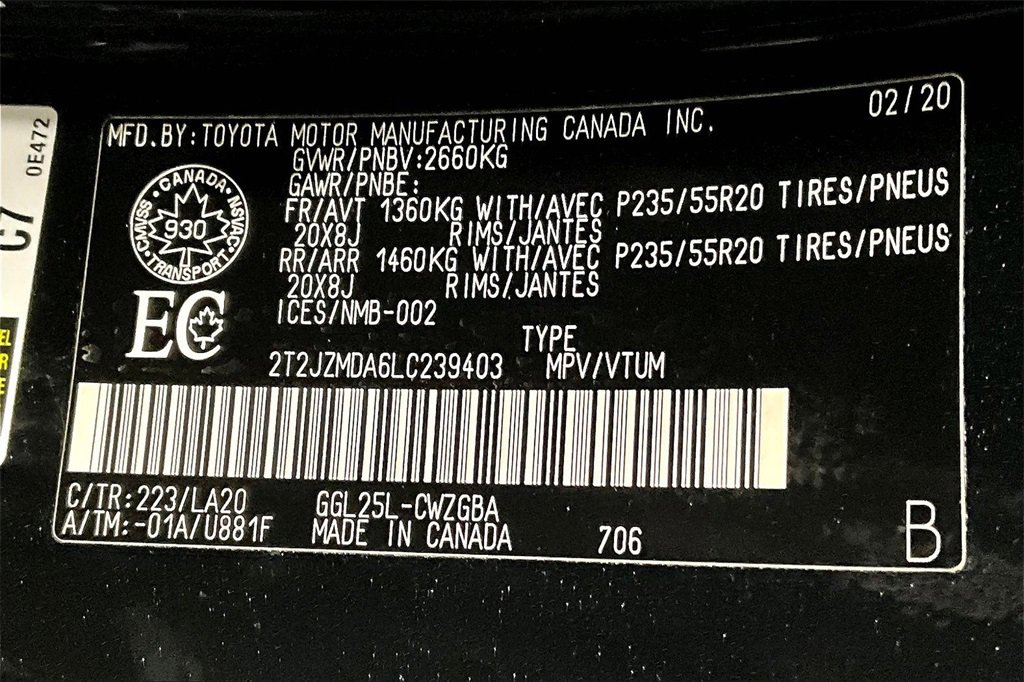 02/20
MFD.BY:TOYOTA MOTOR MANUFACTURING CANADA INC.
GVWR/PNBV:2660KG
GAWR/PNBE:
FR/AVT 1360KG WITH/AVEC P235/55R20 TIRES/PNEUS
20X8J RIMS/JANTES
RR/ARR 1460KG WITH/AVEC P235/55R20 TIRES/PNEUS
20X8J RIMS/JANTES
ICES/NMB-002
CANADA
CMVSS
NSVAC
930
TRANSPORT
EC
TYPE
2T2JZMDA6LC239403 MPV/VTUM
C/TR:223/LA20 GGL25L-CWZGBA
A/TM:-01A/U881F MADE IN CANADA 706
B
0E472
C7